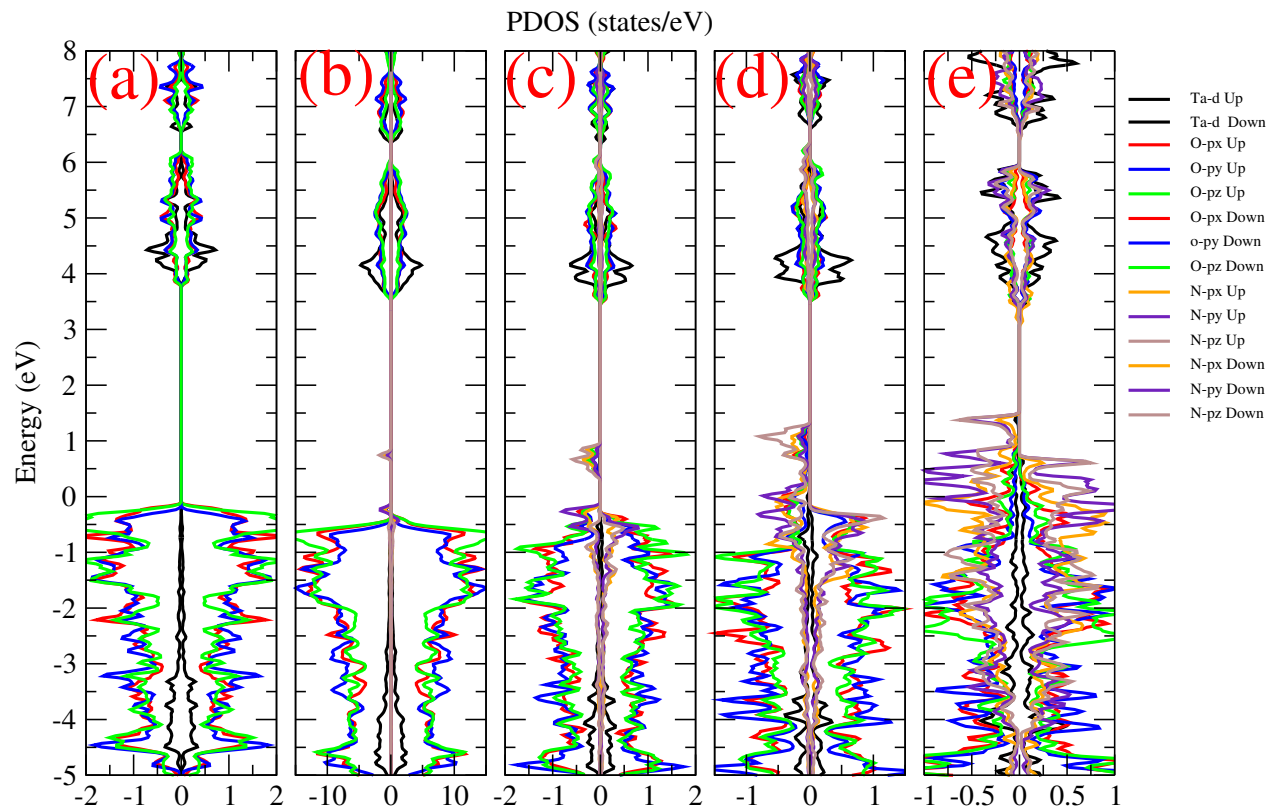 PDOS (states/eV)
(a) (b) (c) (d) (e)
Energy (eV)
8
7
6
5
4
3
2
1
0
-1
-2
-3
-4
-5
-2 -1 0 1 2
-10 0 10
-2 -1 0 1 2
-1 0 1
-1 -0.5 0 0.5 1
Ta-d Up
Ta-d Down
O-px Up
O-py Up
O-pz Up
O-px Down
o-py Down
O-pz Down
N-px Up
N-py Up
N-pz Up
N-px Down
N-py Down
N-pz Down